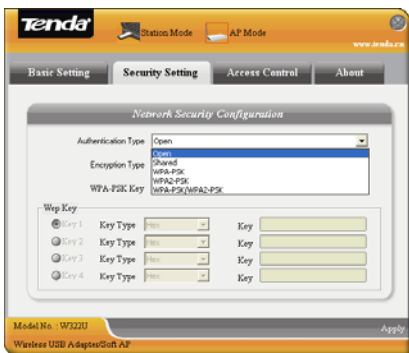 Tenda
Station Mode AP Mode
www.tenda.cn
Basic Setting Security Setting Access Control About
Network Security Configuration
Authentication Type Open
Open
Encryption Type Shared
WPA-PSK
WPA-PSK Key WPA2-PSK
WPA-PSK/WPA2-PSK
Wep Key
Key 1 Key Type Hex Key
Key 2 Key Type Hex Key
Key 3 Key Type Hex Key
Key 4 Key Type Hex Key
Model No. : W322U
Apply
Wireless USB Adapter/Soft AP